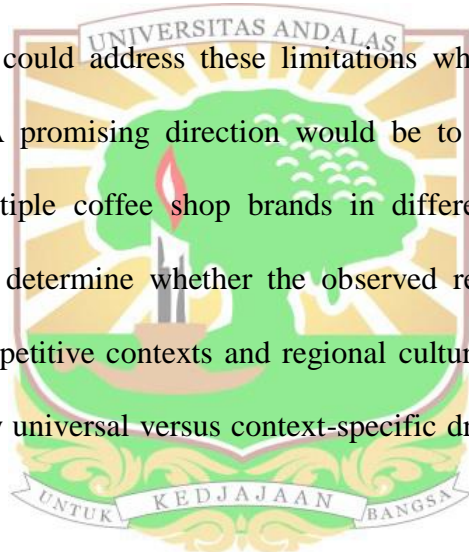 UNIVERSITAS ANDALAS
could address these limitations wh
promising direction would be to
tiple coffee shop brands in differe
determine whether the observed re
petitive contexts and regional cultur
universal versus context-specific dr
UNTUK KEDJAJAAN BANGSA